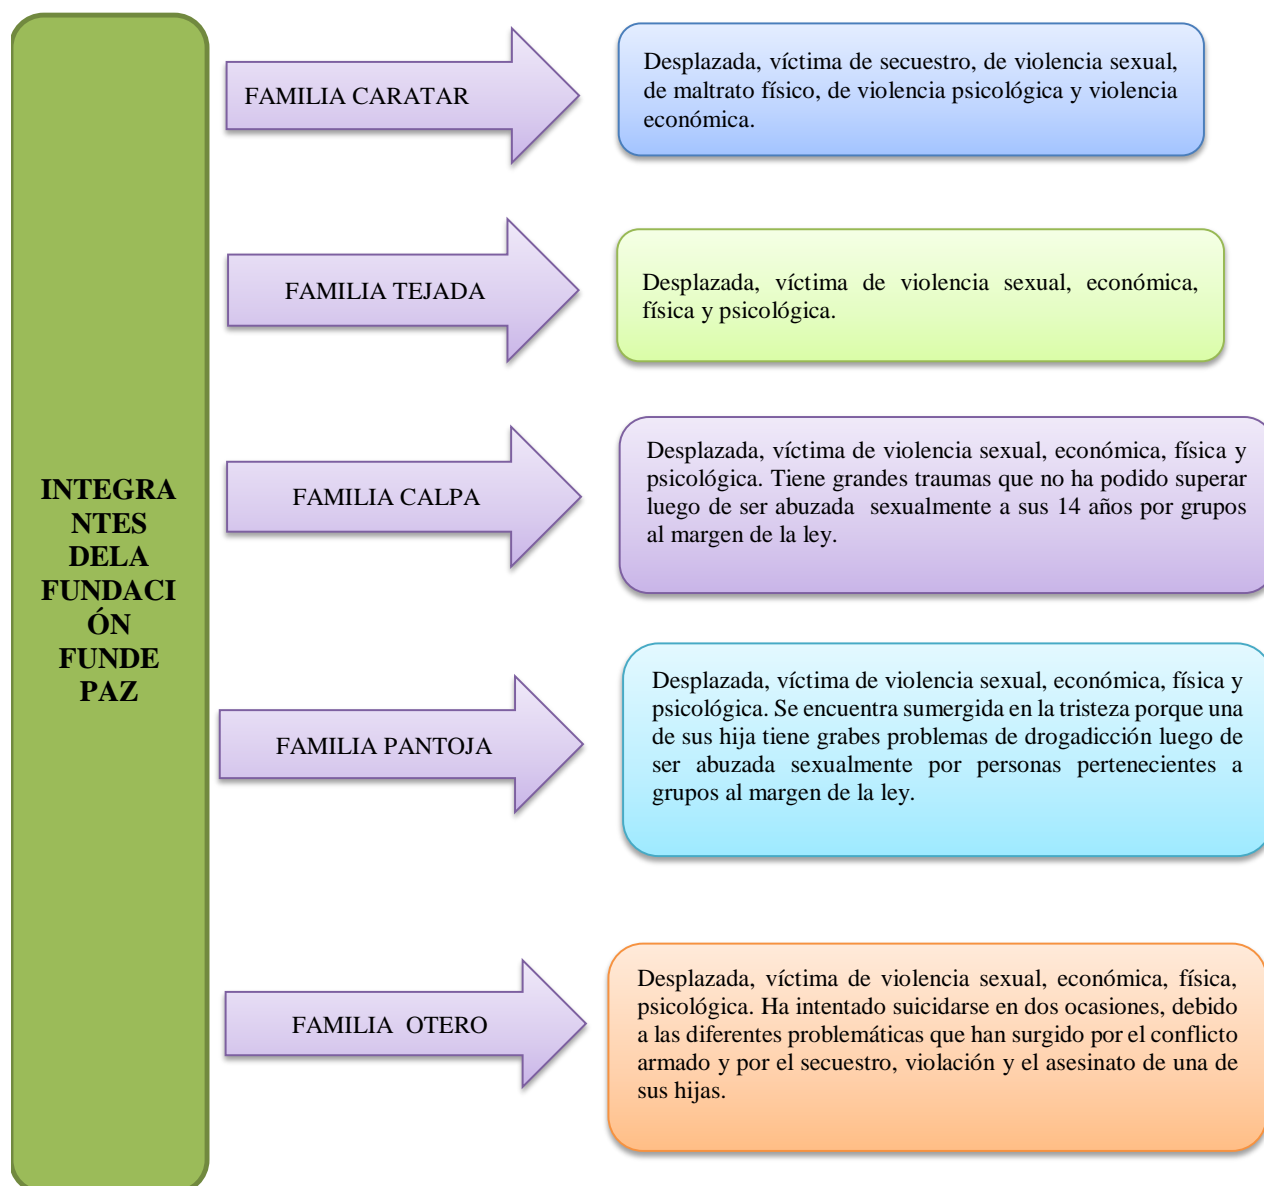 INTEGRA
NTES
DELA
FUNDACI
ÓN
FUNDE
PAZ
FAMILIA CARATAR
Desplazada, víctima de secuestro, de violencia sexual,
de maltrato físico, de violencia psicológica y violencia
económica.
FAMILIA TEJADA
Desplazada, víctima de violencia sexual, económica,
física y psicológica.
FAMILIA CALPA
Desplazada, víctima de violencia sexual, económica, física y
psicológica. Tiene grandes traumas que no ha podido superar
luego de ser abuzada sexualmente a sus 14 años por grupos
al margen de la ley.
FAMILIA PANTOJA
Desplazada, víctima de violencia sexual, económica, física y
psicológica. Se encuentra sumergida en la tristeza porque una
de sus hija tiene grabes problemas de drogadicción luego de
ser abuzada sexualmente por personas pertenecientes a
grupos al margen de la ley.
FAMILIA OTERO
Desplazada, víctima de violencia sexual, económica, física,
psicológica. Ha intentado suicidarse en dos ocasiones, debido
a las diferentes problemáticas que han surgido por el conflicto
armado y por el secuestro, violación y el asesinato de una de
sus hijas.